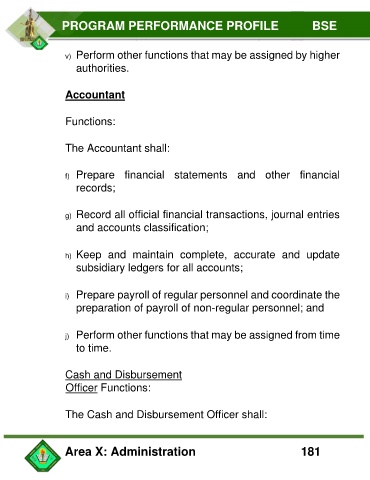 PROGRAM PERFORMANCE PROFILE BSE
v) Perform other functions that may be assigned by higher
authorities.
Accountant
Functions:
The Accountant shall:
f) Prepare financial statements and other financial
records;
g) Record all official financial transactions, journal entries
and accounts classification;
h) Keep and maintain complete, accurate and update
subsidiary ledgers for all accounts;
i) Prepare payroll of regular personnel and coordinate the
preparation of payroll of non-regular personnel; and
j) Perform other functions that may be assigned from time
to time.
Cash and Disbursement
Officer Functions:
The Cash and Disbursement Officer shall:
Area X: Administration 181